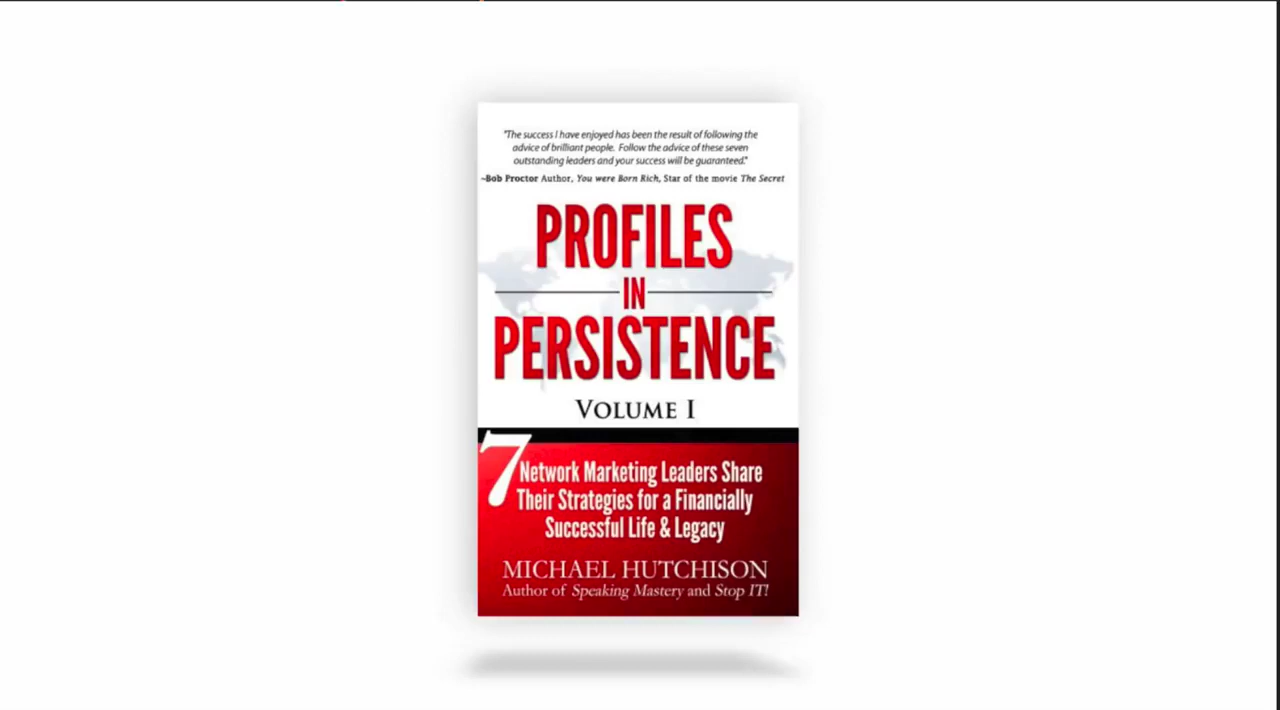 "The success I have enjoyed has been the result of following the
advice of brilliant people. Follow the advice of these seven
outstanding leaders and your success will be guaranteed."
~Bob Proctor Author, You were Born Rich, Star of the movie The Secret
PROFILES
IN
PERSISTENCE
VOLUME I
7 Network Marketing Leaders Share
Their Strategies for a Financially
Successful Life & Legacy
MICHAEL HUTCHISON
Author of Speaking Mastery and Stop IT!